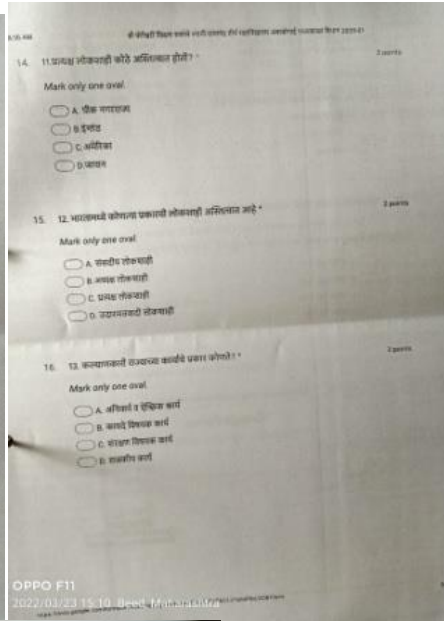 14. 11.प्रत्यक्ष लोकशाही कोठे अस्तित्वात होती? *
2 points
Mark only one oval.
A. ग्रीक नगरराज्य
B.इंग्लंड
C. अमेरिका
D.जपान
15. 12. भारतामध्ये कोणत्या प्रकारची लोकशाही अस्तित्वात आहे *
2 points
Mark only one oval.
A. संसदीय लोकशाही
B. अध्यक्ष लोकशाही
C. प्रत्यक्ष लोकशाही
D. उदारमतवादी लोकशाही
16. 13. कल्याणकारी राज्याच्या कार्याचे प्रकार कोणते? *
2 points
Mark only one oval.
A. अनिवार्य व ऐच्छिक कार्य
B. कायदे विषयक कार्य
C. संरक्षण विषयक कार्य
D. शासकीय कार्य
OPPO F11
2022/03/23 15:10 Beed, Maharashtra